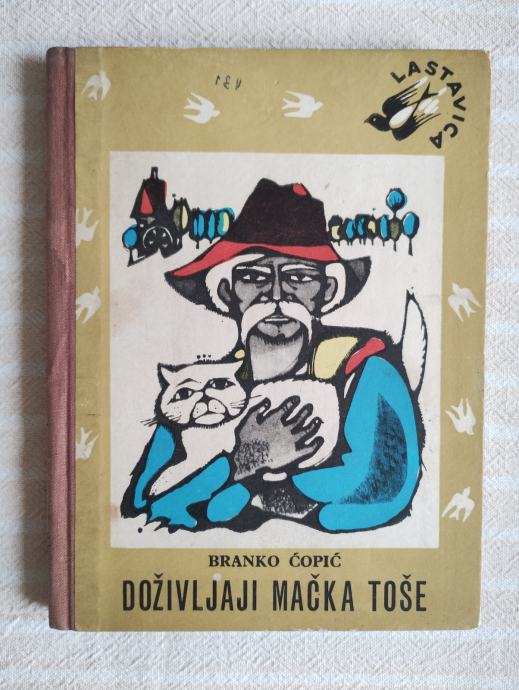 LASTAVICA
BRANKO ĆOPIĆ
DOŽIVLJAJI MAČKA TOŠE